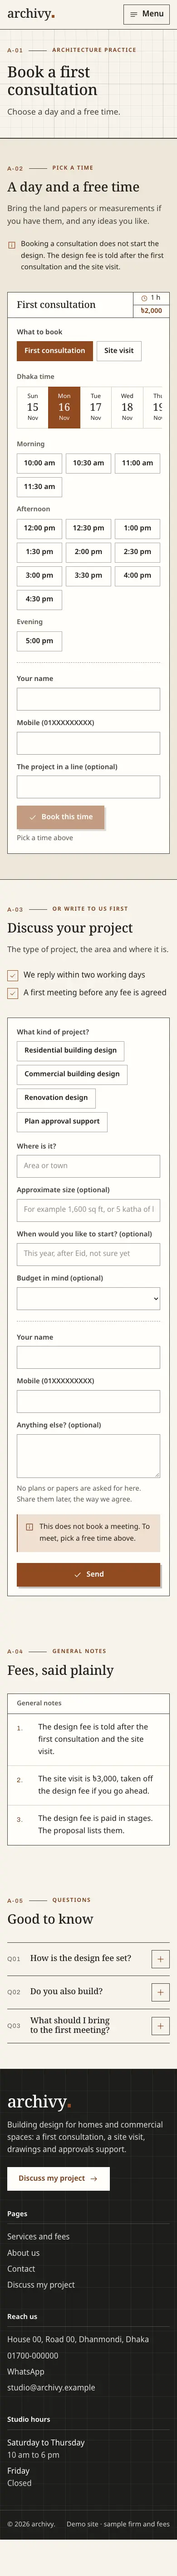 archivy.
Menu
A-01
ARCHITECTURE PRACTICE
Book a first
consultation
Choose a day and a free time.
A-02
PICK A TIME
A day and a free time
Bring the land papers or measurements if
you have them, and any ideas you like.
Booking a consultation does not start the
design. The design fee is told after the first
consultation and the site visit.
First consultation
1 h
৳2,000
What to book
First consultation
Site visit
Dhaka time
Sun Mon Tue Wed Thu
15 16 17 18 19
Nov Nov Nov Nov Nov
Morning
10:00 am 10:30 am 11:00 am
11:30 am
Afternoon
12:00 pm 12:30 pm 1:00 pm
1:30 pm 2:00 pm 2:30 pm
3:00 pm 3:30 pm 4:00 pm
4:30 pm
Evening
5:00 pm
Your name
Mobile (01XXXXXXXXX)
The project in a line (optional)
Book this time
Pick a time above
A-03
OR WRITE TO US FIRST
Discuss your project
The type of project, the area and where it is.
We reply within two working days
A first meeting before any fee is agreed
What kind of project?
Residential building design
Commercial building design
Renovation design
Plan approval support
Where is it?
Area or town
Approximate size (optional)
For example 1,600 sq ft, or 5 katha of l
When would you like to start? (optional)
This year, after Eid, not sure yet
Budget in mind (optional)
Your name
Mobile (01XXXXXXXXX)
Anything else? (optional)
No plans or papers are asked for here.
Share them later, the way we agree.
This does not book a meeting. To
meet, pick a free time above.
Send
A-04
GENERAL NOTES
Fees, said plainly
General notes
1. The design fee is told after the
first consultation and the site
visit.
2. The site visit is ৳3,000, taken off
the design fee if you go ahead.
3. The design fee is paid in stages.
The proposal lists them.
A-05
QUESTIONS
Good to know
Q01 How is the design fee set?
Q02 Do you also build?
Q03 What should I bring
to the first meeting?
archivy.
Building design for homes and commercial
spaces: a first consultation, a site visit,
drawings and approvals support.
Discuss my project
Pages
Services and fees
About us
Contact
Discuss my project
Reach us
House 00, Road 00, Dhanmondi, Dhaka
01700-000000
WhatsApp
studio@archivy.example
Studio hours
Saturday to Thursday
10 am to 6 pm
Friday
Closed
© 2026 archivy.
Demo site · sample firm and fees